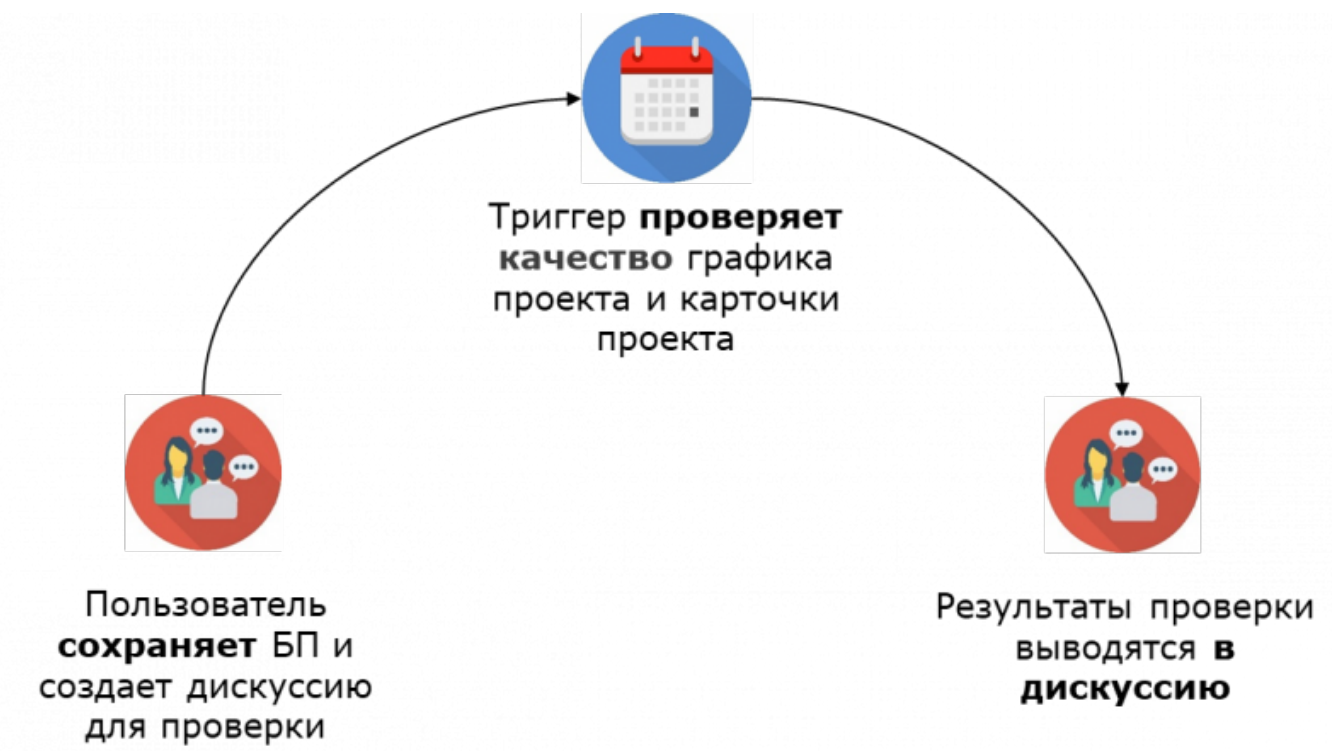 Триггер проверяет
качество графика
проекта и карточки
проекта
Пользователь
сохраняет БП и
создает дискуссию
для проверки
Результаты проверки
выводятся в
дискуссию